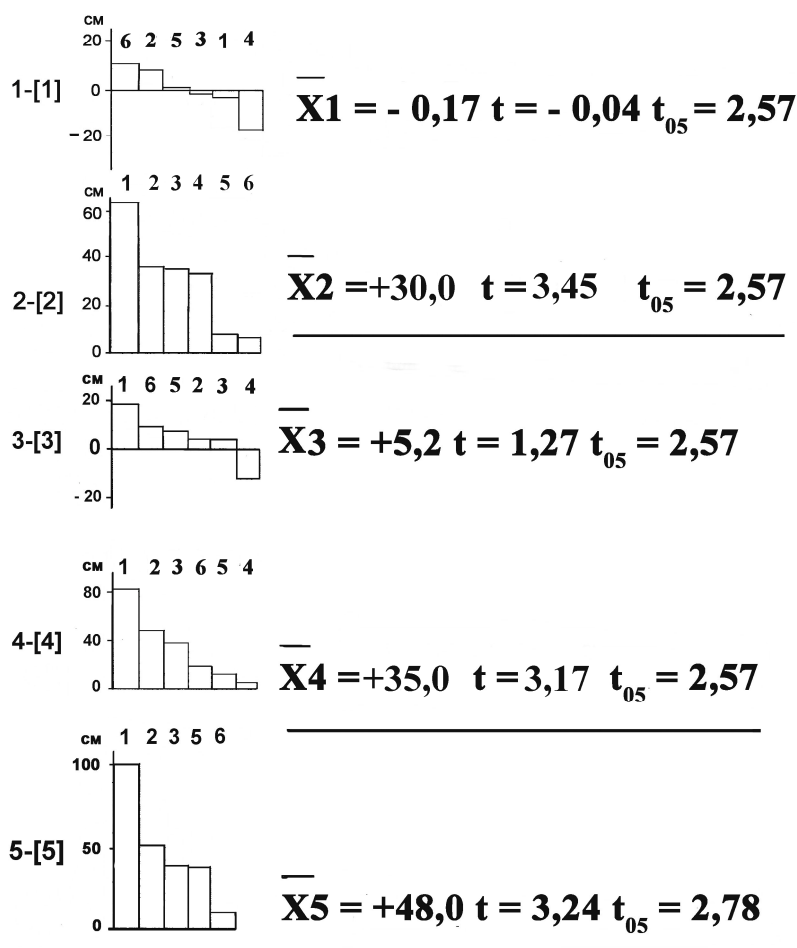 см
20
6 2 5 3 1 4
1-[1]
0
– 20
X1 = - 0,17 t = - 0,04 t05 = 2,57
см
1 2 3 4 5 6
60
40
2-[2]
20
0
X2 =+30,0 t = 3,45 t05 = 2,57
см
1 6 5 2 3 4
20
3-[3]
0
- 20
X3 = +5,2 t = 1,27 t05 = 2,57
см
1 2 3 6 5 4
80
4-[4]
40
0
X4 =+35,0 t = 3,17 t05 = 2,57
см
1 2 3 5 6
100
5-[5]
50
0
X5 = +48,0 t = 3,24 t05 = 2,78